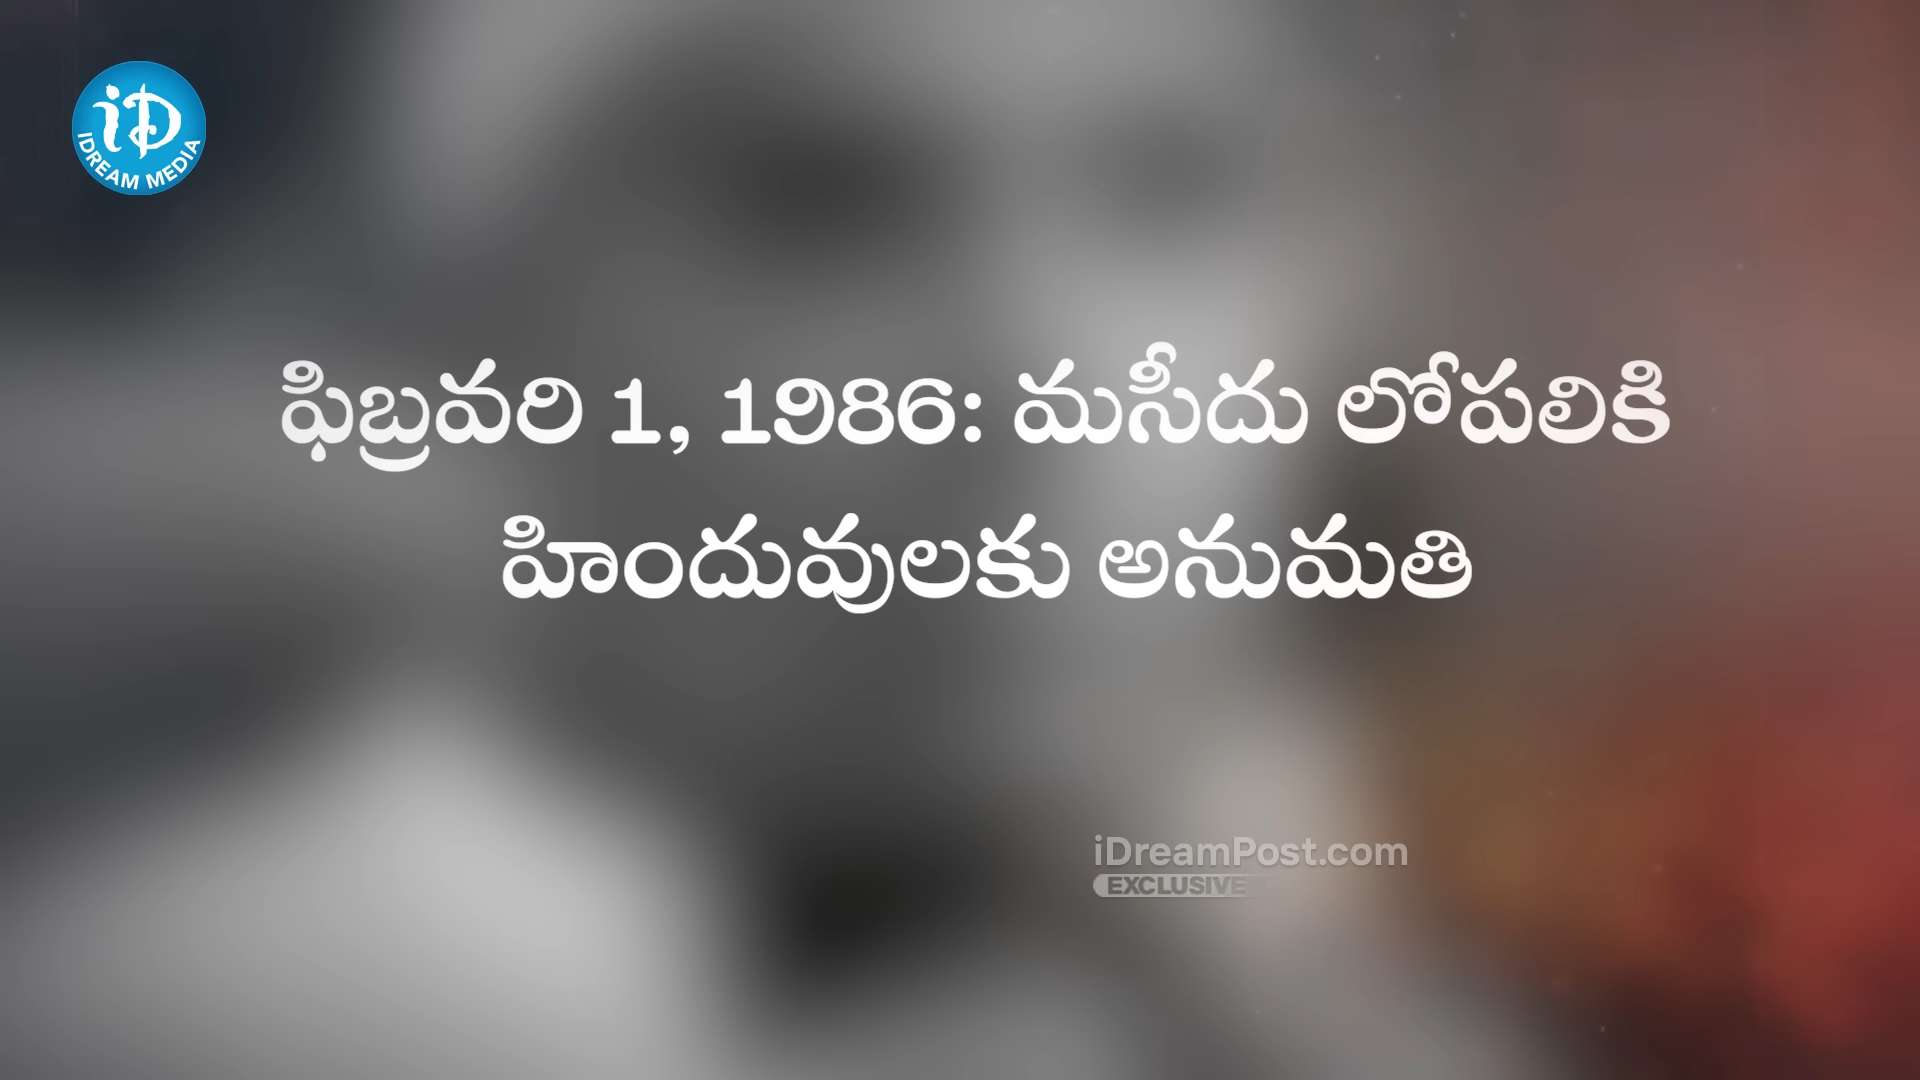 iD
IDREAM MEDIA
ఫిబ్రవరి 1, 1986: మసీదు లోపలికి
హిందువులకు అనుమతి
iDreamPost.com
EXCLUSIVE